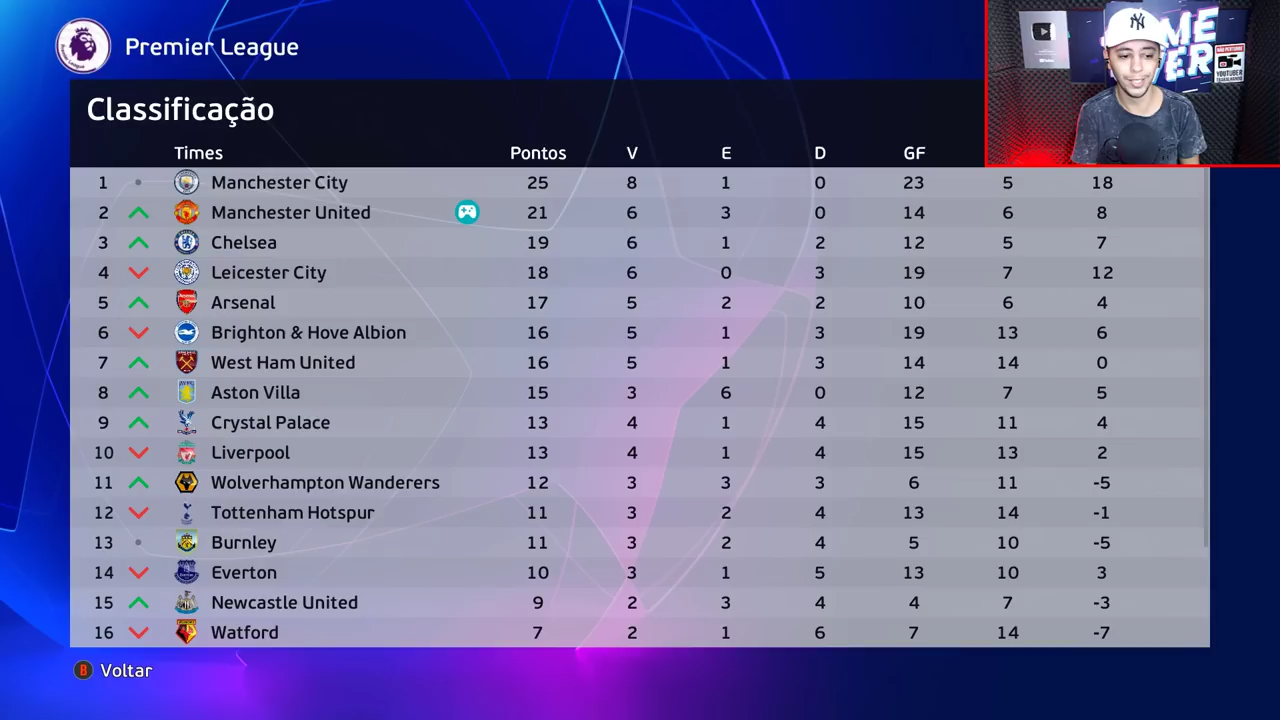 Premier League
Classificação
Times Pontos V E D GF
1 Manchester City 25 8 1 0 23 5 18
2 Manchester United 21 6 3 0 14 6 8
3 Chelsea 19 6 1 2 12 5 7
4 Leicester City 18 6 0 3 19 7 12
5 Arsenal 17 5 2 2 10 6 4
6 Brighton & Hove Albion 16 5 1 3 19 13 6
7 West Ham United 16 5 1 3 14 14 0
8 Aston Villa 15 3 6 0 12 7 5
9 Crystal Palace 13 4 1 4 15 11 4
10 Liverpool 13 4 1 4 15 13 2
11 Wolverhampton Wanderers 12 3 3 3 6 11 -5
12 Tottenham Hotspur 11 3 2 4 13 14 -1
13 Burnley 11 3 2 4 5 10 -5
14 Everton 10 3 1 5 13 10 3
15 Newcastle United 9 2 3 4 4 7 -3
16 Watford 7 2 1 6 7 14 -7
B Voltar
NY
ME
VER
NÃO PERTURBE
YOUTUBER
TRABALHANDO